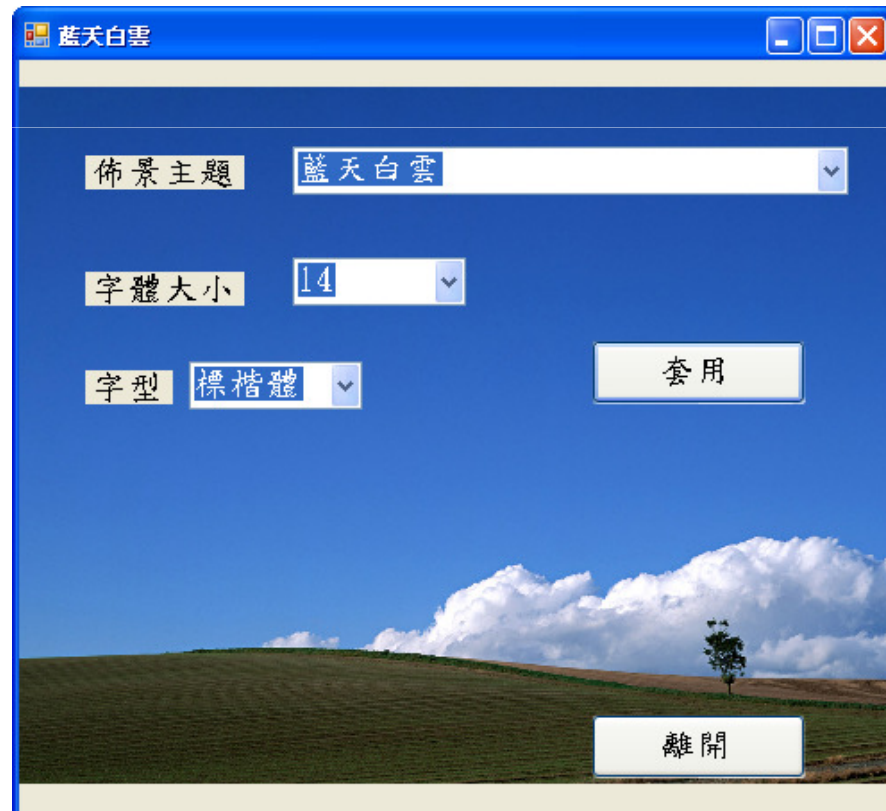 藍天白雲
佈景主題 藍天白雲
字體大小 14
字型 標楷體 套用
離開